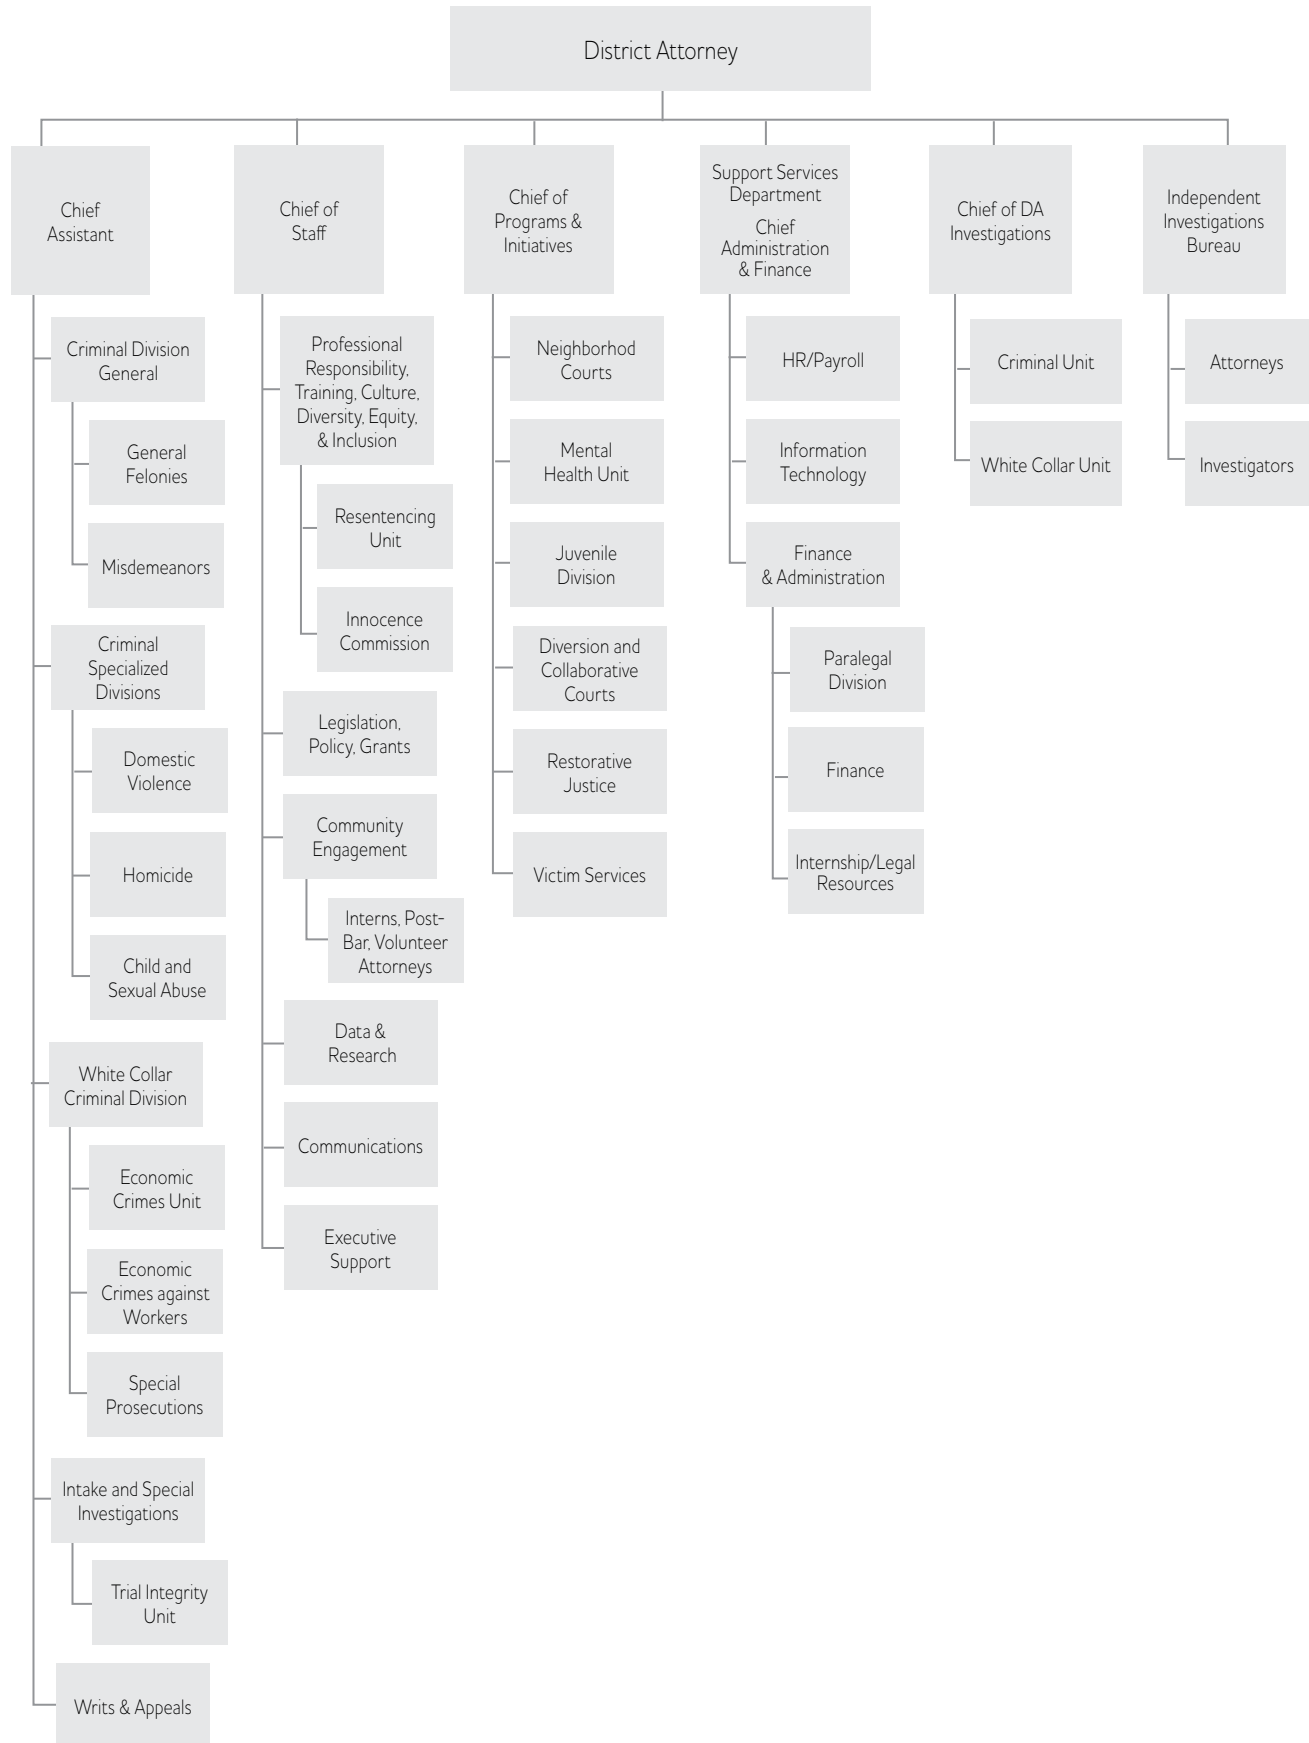 District Attorney
Chief
Assistant
Criminal Division
General
General
Felonies
Misdemeanors
Criminal
Specialized
Divisions
Domestic
Violence
Homicide
Child and
Sexual Abuse
White Collar
Criminal Division
Economic
Crimes Unit
Economic
Crimes against
Workers
Special
Prosecutions
Intake and Special
Investigations
Trial Integrity
Unit
Writs & Appeals
Chief of
Staff
Professional
Responsibility,
Training, Culture,
Diversity, Equity,
& Inclusion
Resentencing
Unit
Innocence
Commission
Legislation,
Policy, Grants
Community
Engagement
Interns, Post-
Bar, Volunteer
Attorneys
Data &
Research
Communications
Executive
Support
Chief of
Programs &
Initiatives
Neighborhod
Courts
Mental
Health Unit
Juvenile
Division
Diversion and
Collaborative
Courts
Restorative
Justice
Victim Services
Support Services
Department
Chief
Administration
& Finance
HR/Payroll
Information
Technology
Finance
& Administration
Paralegal
Division
Finance
Internship/Legal
Resources
Chief of DA
Investigations
Criminal Unit
White Collar Unit
Independent
Investigations
Bureau
Attorneys
Investigators